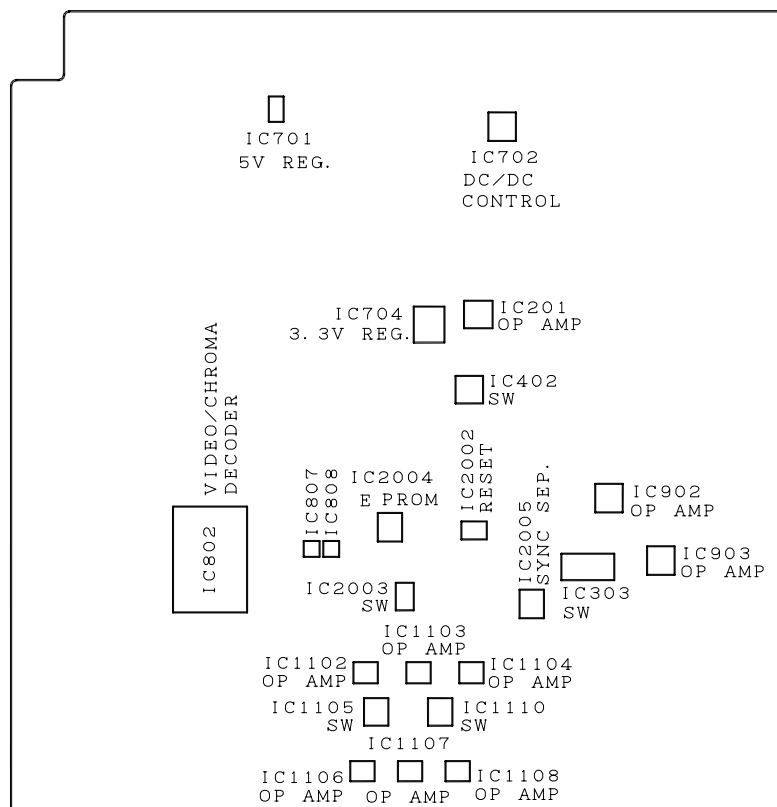 IC701
5V REG.
IC702
DC/DC
CONTROL
IC704
3.3V REG.
IC201
OP AMP
IC402
SW
VIDEO/CHROMA
DECODER
IC802
IC807
IC808
IC2004
E PROM
IC2002
RESET
IC2005
SYNC SEP.
IC902
OP AMP
IC903
OP AMP
IC303
SW
IC2003
SW
IC1103
OP AMP
IC1102
OP AMP
IC1104
OP AMP
IC1105
SW
IC1110
SW
IC1107
OP AMP
IC1106
OP AMP
IC1108
OP AMP